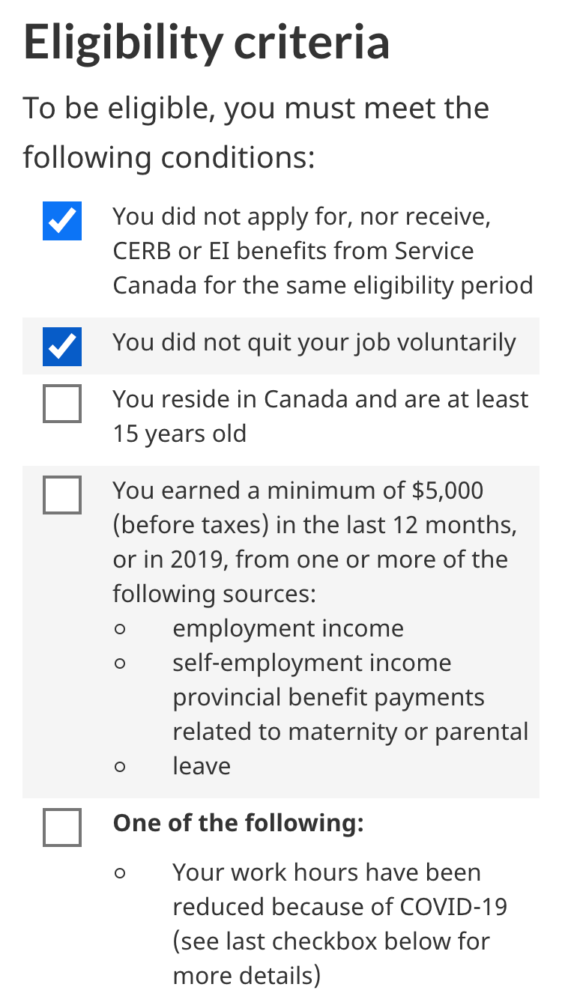 Eligibility criteria
To be eligible, you must meet the
following conditions:
You did not apply for, nor receive,
CERB or EI benefits from Service
Canada for the same eligibility period
You did not quit your job voluntarily
You reside in Canada and are at least
15 years old
You earned a minimum of $5,000
(before taxes) in the last 12 months,
or in 2019, from one or more of the
following sources:
employment income
self-employment income
provincial benefit payments
related to maternity or parental
leave
One of the following:
Your work hours have been
reduced because of COVID-19
(see last checkbox below for
more details)